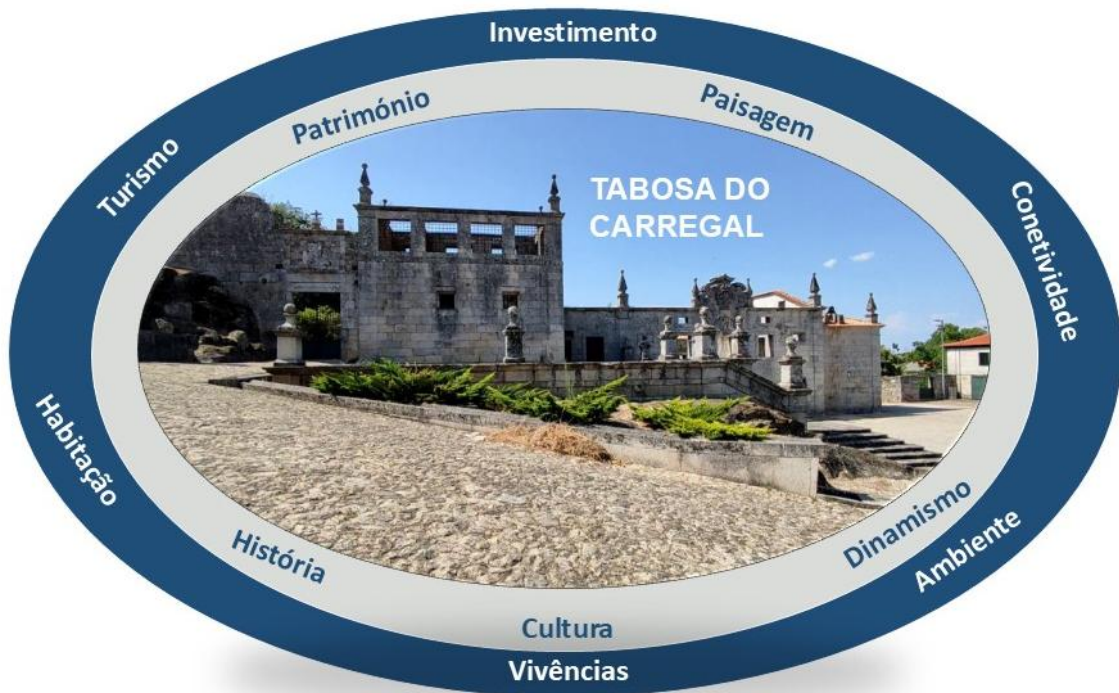 Investimento
Património
Paisagem
Turismo
TABOSA DO
CARREGAL
Conetividade
Habitação
História
Dinamismo
Ambiente
Cultura
Vivências